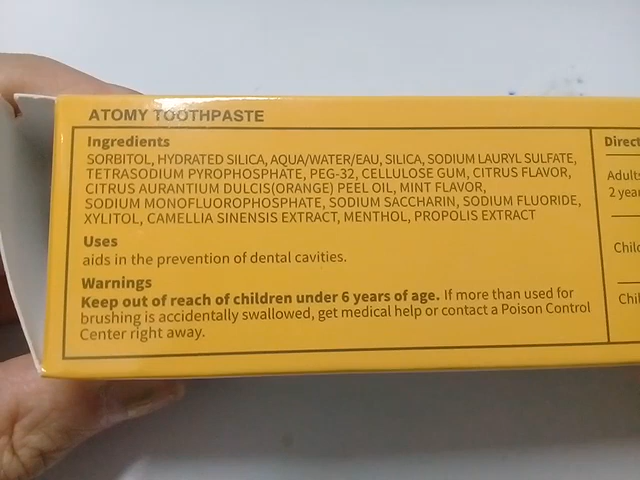 ATOMY TOOTHPASTE
Ingredients
SORBITOL, HYDRATED SILICA, AQUA/WATER/EAU, SILICA, SODIUM LAURYL SULFATE,
TETRASODIUM PYROPHOSPHATE, PEG-32, CELLULOSE GUM, CITRUS FLAVOR,
CITRUS AURANTIUM DULCIS(ORANGE) PEEL OIL, MINT FLAVOR,
SODIUM MONOFLUOROPHOSPHATE, SODIUM SACCHARIN, SODIUM FLUORIDE,
XYLITOL, CAMELLIA SINENSIS EXTRACT, MENTHOL, PROPOLIS EXTRACT
Uses
aids in the prevention of dental cavities.
Warnings
Keep out of reach of children under 6 years of age. If more than used for
brushing is accidentally swallowed, get medical help or contact a Poison Control
Center right away.
Direct
Adults
2 year
Chilc
Chil